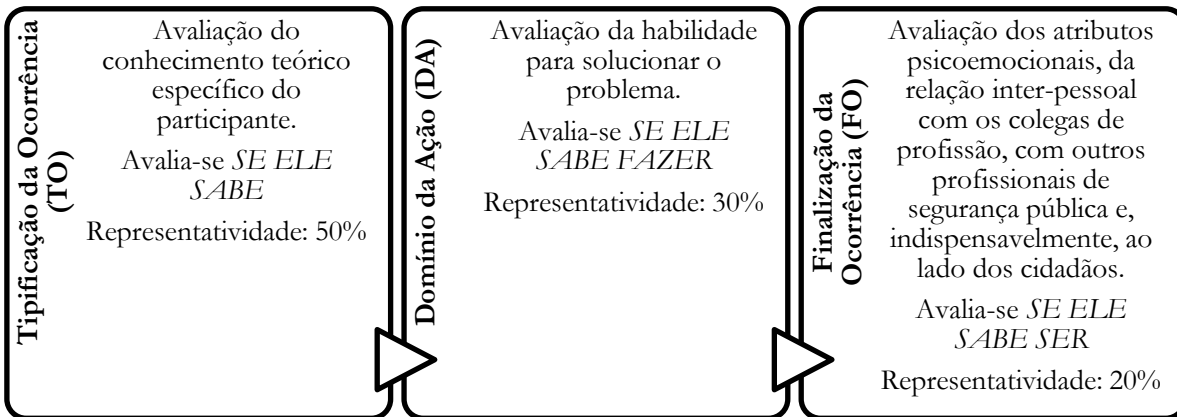 Tipificação da Ocorrência
(TO)
Avaliação do
conhecimento teórico
específico do
participante.
Avalia-se SE ELE
SABE
Representatividade: 50%
Domínio da Ação (DA)
Avaliação da habilidade
para solucionar o
problema.
Avalia-se SE ELE
SABE FAZER
Representatividade: 30%
Finalização da
Ocorrência (FO)
Avaliação dos atributos
psicoemocionais, da
relação inter-pessoal
com os colegas de
profissão, com outros
profissionais de
segurança pública e,
indispensavelmente, ao
lado dos cidadãos.
Avalia-se SE ELE
SABE SER
Representatividade: 20%